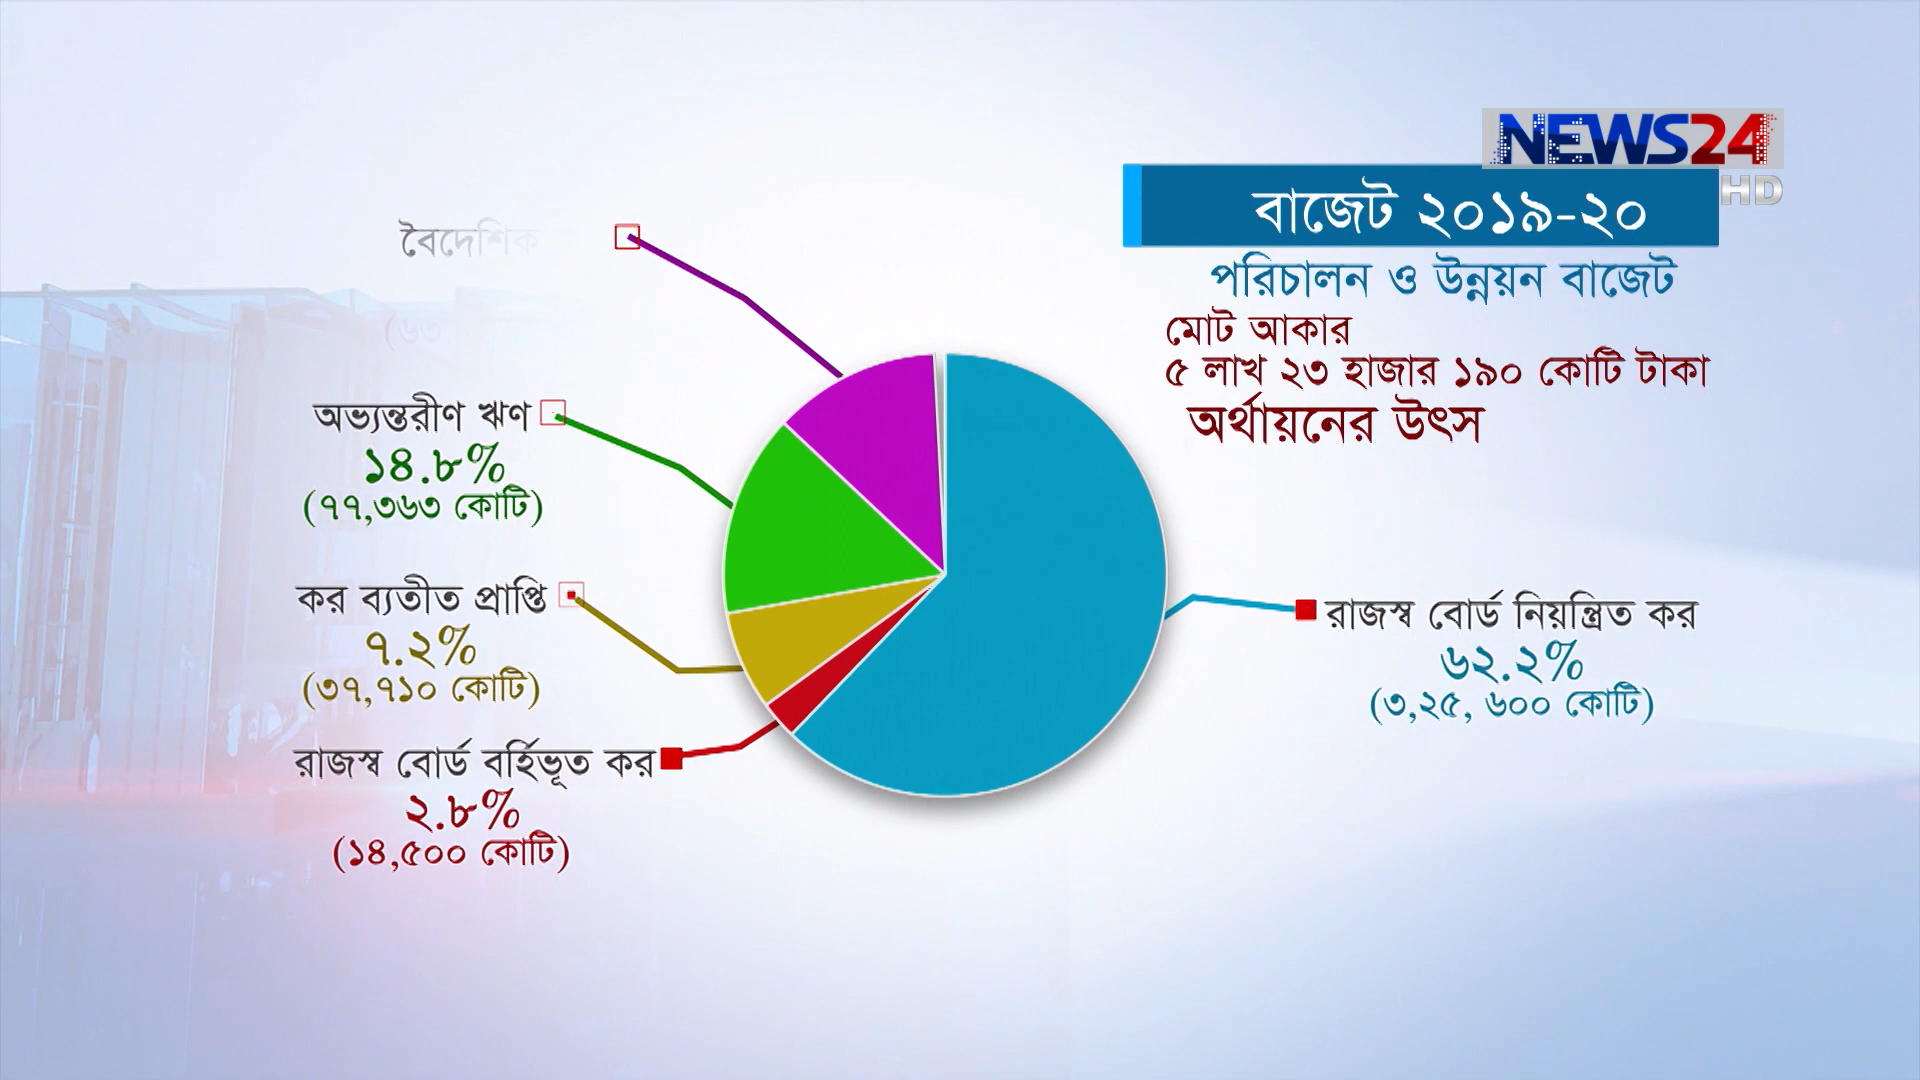 NEWS24
HD
বাজেট ২০১৯-২০
পরিচালন ও উন্নয়ন বাজেট
মোট আকার
৫ লাখ ২৩ হাজার ১৯০ কোটি টাকা
অর্থায়নের উৎস
বৈদেশিক
(৬৩
অভ্যন্তরীণ ঋণ
১৪.৮%
(৭৭,৩৬৩ কোটি)
কর ব্যতীত প্রাপ্তি
৭.২%
(৩৭,৭১০ কোটি)
রাজস্ব বোর্ড বর্হিভূত কর
২.৮%
(১৪,৫০০ কোটি)
রাজস্ব বোর্ড নিয়ন্ত্রিত কর
৬২.২%
(৩,২৫, ৬০০ কোটি)